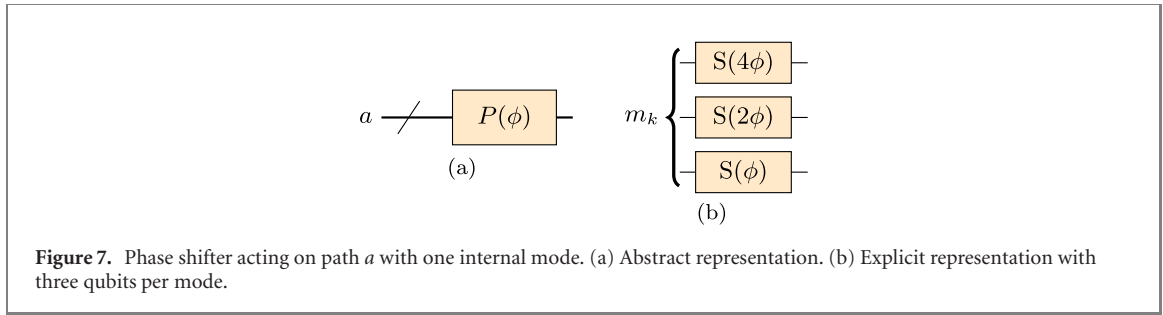 S(4ϕ)
a P(ϕ) m_k S(2ϕ)
(a) S(ϕ)
(b)
Figure 7. Phase shifter acting on path a with one internal mode. (a) Abstract representation. (b) Explicit representation with
three qubits per mode.